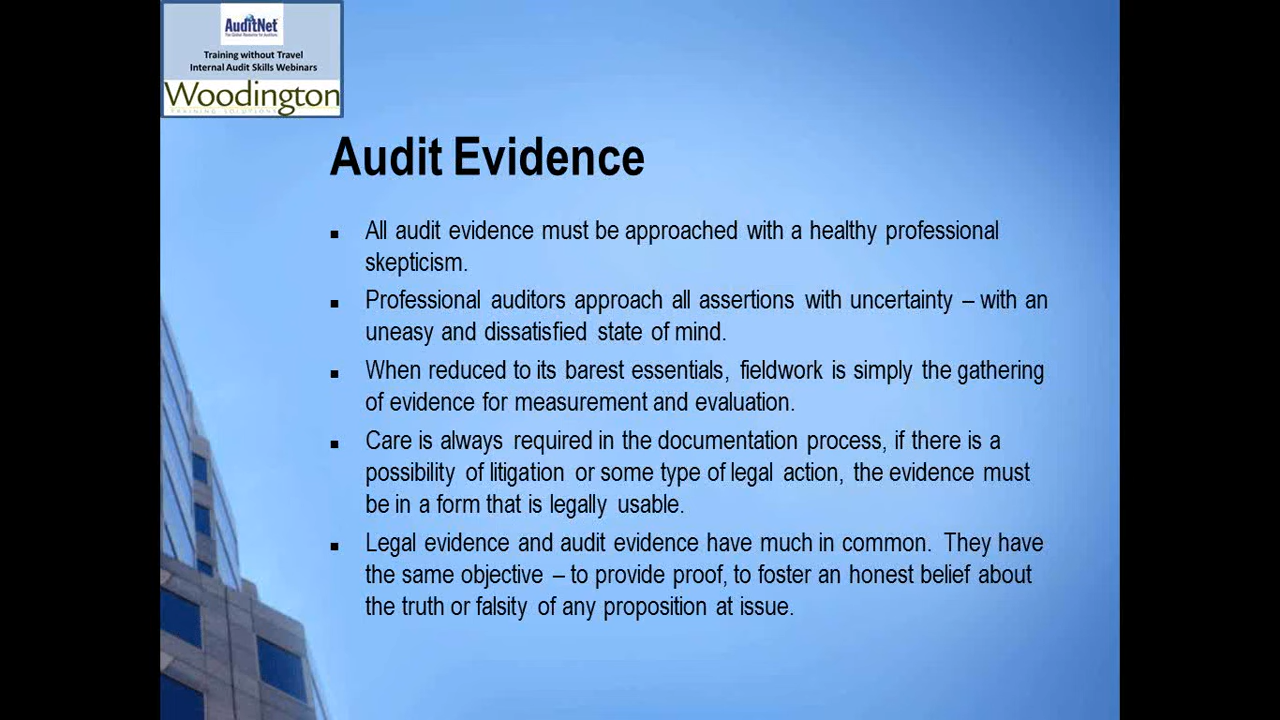 AuditNet
Training without Travel
Internal Audit Skills Webinars
Woodington
TRAINING SOLUTIONS
Audit Evidence
▪ All audit evidence must be approached with a healthy professional
skepticism.
▪ Professional auditors approach all assertions with uncertainty – with an
uneasy and dissatisfied state of mind.
▪ When reduced to its barest essentials, fieldwork is simply the gathering
of evidence for measurement and evaluation.
▪ Care is always required in the documentation process, if there is a
possibility of litigation or some type of legal action, the evidence must
be in a form that is legally usable.
▪ Legal evidence and audit evidence have much in common. They have
the same objective – to provide proof, to foster an honest belief about
the truth or falsity of any proposition at issue.